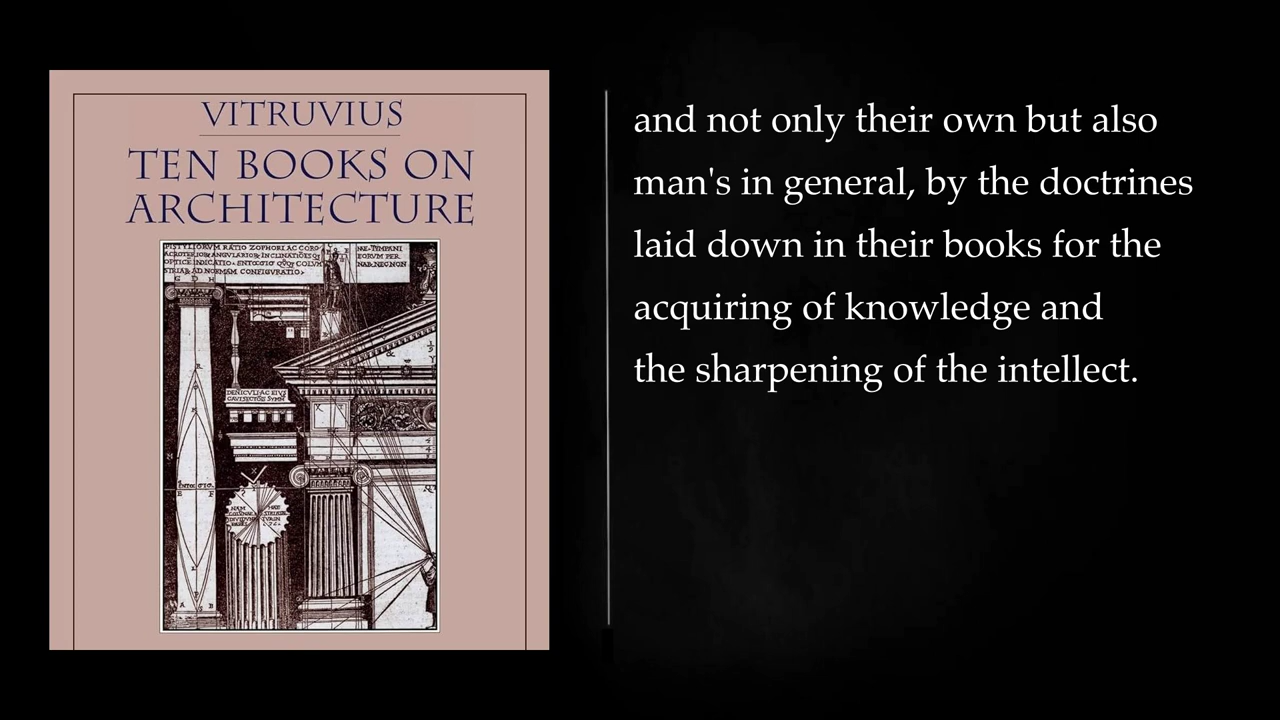 VITRUVIUS
TEN BOOKS ON
ARCHITECTURE
and not only their own but also
man's in general, by the doctrines
laid down in their books for the
acquiring of knowledge and
the sharpening of the intellect.